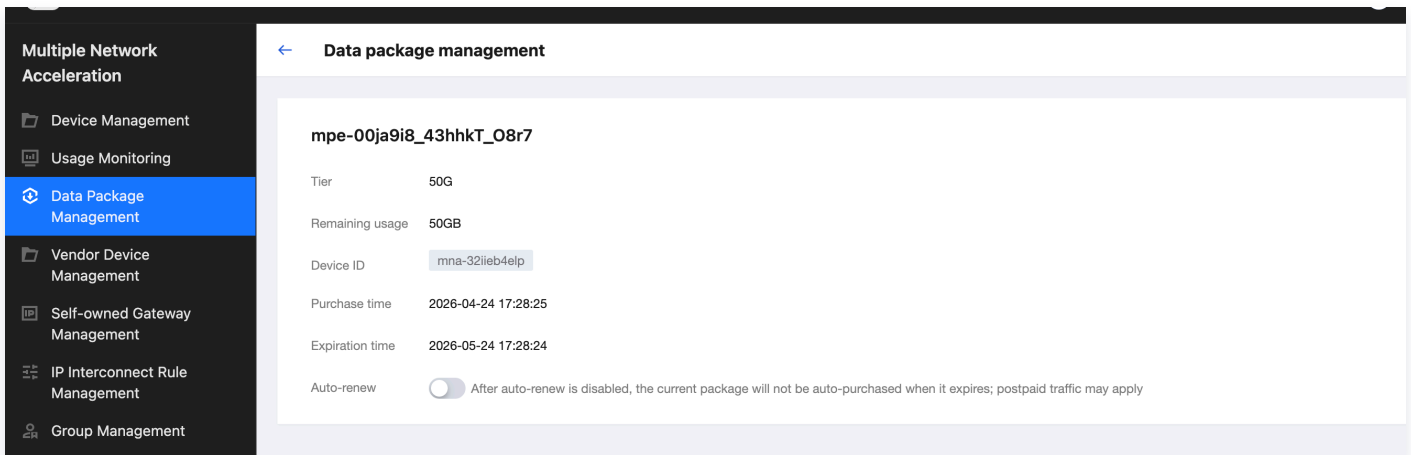 Multiple Network
Acceleration
Device Management
Usage Monitoring
Data Package
Management
Vendor Device
Management
Self-owned Gateway
Management
IP Interconnect Rule
Management
Group Management
Data package management
mpe-00ja9i8_43hhkT_O8r7
Tier 50G
Remaining usage 50GB
Device ID mna-32iieb4elp
Purchase time 2026-04-24 17:28:25
Expiration time 2026-05-24 17:28:24
Auto-renew After auto-renew is disabled, the current package will not be auto-purchased when it expires; postpaid traffic may apply